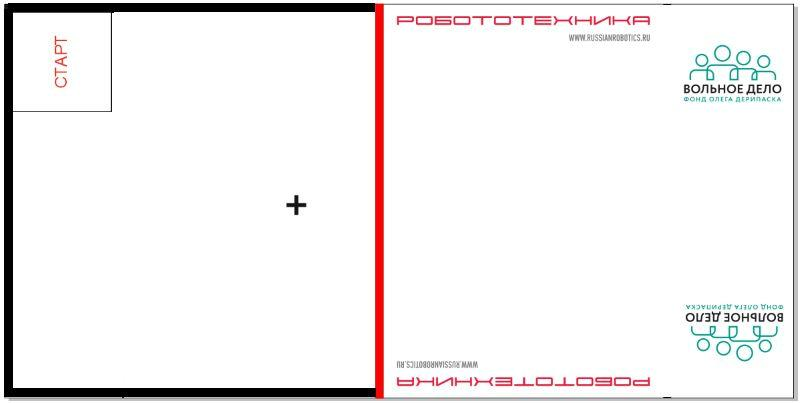 СТАРТ
РОБОТОТЕХНИКА
WWW.RUSSIANROBOTICS.RU
ВОЛЬНОЕ ДЕЛО
ФОНД ОЛЕГА ДЕРИПАСКА
ФОНД ОЛЕГА ДЕРИПАСКА
ВОЛЬНОЕ ДЕЛО
WWW.RUSSIANROBOTICS.RU
РОБОТОТЕХНИКА